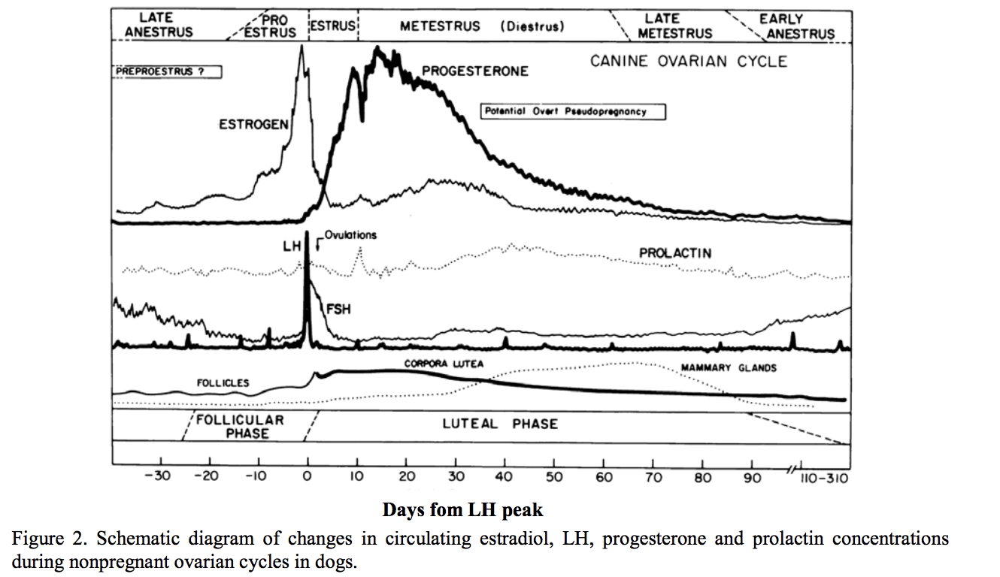 LATE
ANESTRUS
PRO
ESTRUS
ESTRUS
METESTRUS (Diestrus)
LATE
METESTRUS
EARLY
ANESTRUS
CANINE OVARIAN CYCLE
PREPROESTRUS ?
PROGESTERONE
Potential Overt Pseudopregnancy
ESTROGEN
Ovulations
LH
PROLACTIN
FSH
CORPORA LUTEA
MAMMARY GLANDS
FOLLICLES
FOLLICULAR
PHASE
LUTEAL PHASE
-30 -20 -10 0 10 20 30 40 50 60 70 80 90 110-310
Days fom LH peak
Figure 2. Schematic diagram of changes in circulating estradiol, LH, progesterone and prolactin concentrations
during nonpregnant ovarian cycles in dogs.